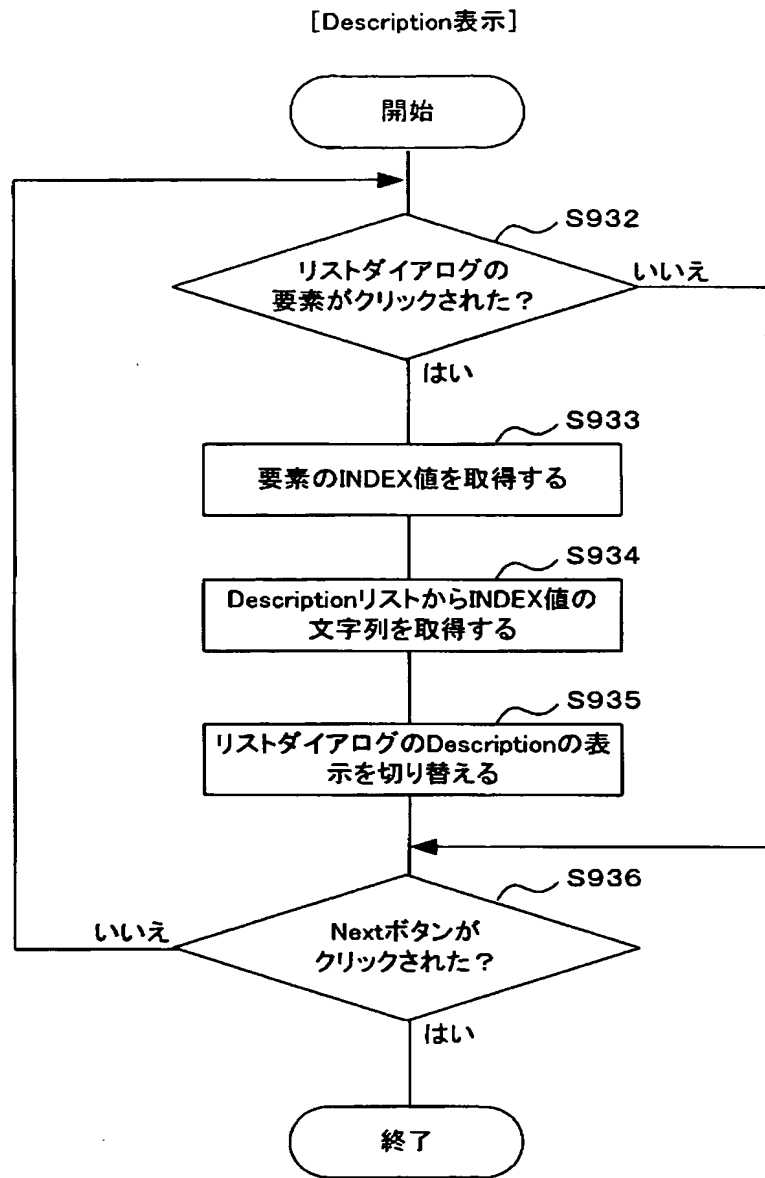 [Description表示]
開始
S932
リストダイアログの
要素がクリックされた？
いいえ
はい
S933
要素のINDEX値を取得する
S934
DescriptionリストからINDEX値の
文字列を取得する
S935
リストダイアログのDescriptionの表
示を切り替える
S936
いいえ
Nextボタンが
クリックされた？
はい
終了